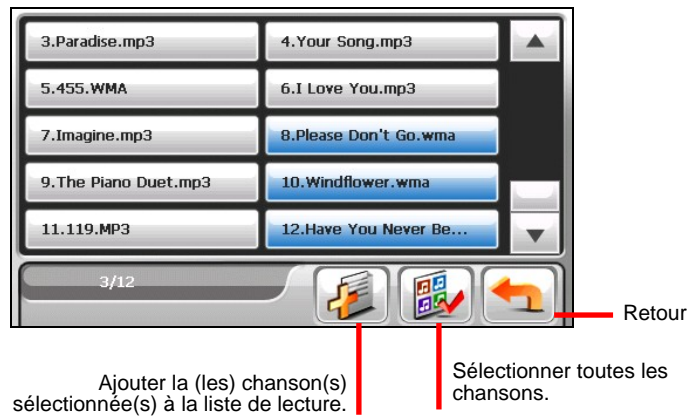 3.Paradise.mp3
4.Your Song.mp3
5.455.WMA
6.I Love You.mp3
7.Imagine.mp3
8.Please Don't Go.wma
9.The Piano Duet.mp3
10.Windflower.wma
11.119.MP3
12.Have You Never Be...
3/12
Retour
Ajouter la (les) chanson(s)
sélectionnée(s) à la liste de lecture.
Sélectionner toutes les
chansons.